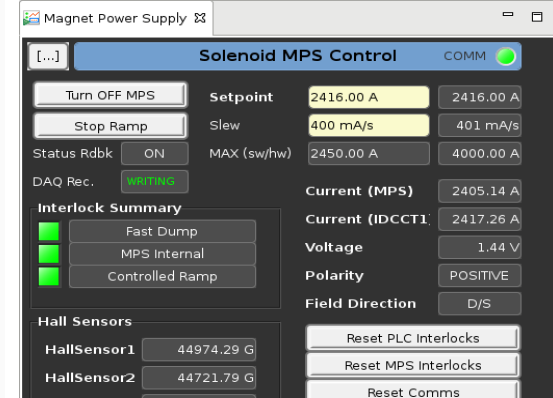 Magnet Power Supply
[...] Solenoid MPS Control COMM
Turn OFF MPS
Setpoint 2416.00 A 2416.00 A
Stop Ramp
Slew 400 mA/s 401 mA/s
Status Rdbk ON
MAX (sw/hw) 2450.00 A 4000.00 A
DAQ Rec. WRITING
Interlock Summary
Fast Dump
MPS Internal
Controlled Ramp
Current (MPS) 2405.14 A
Current (IDCCT1) 2417.26 A
Voltage 1.44 V
Polarity POSITIVE
Field Direction D/S
Hall Sensors
HallSensor1 44974.29 G
HallSensor2 44721.79 G
Reset PLC Interlocks
Reset MPS Interlocks
Reset Comms